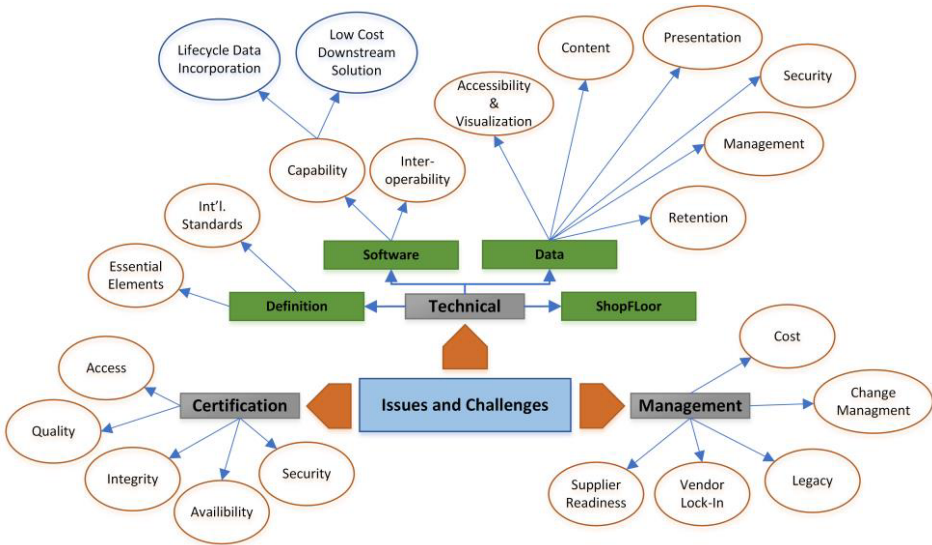 Lifecycle Data
Incorporation
Low Cost
Downstream
Solution
Content
Presentation
Accessibility
&
Visualization
Security
Management
Capability
Inter-
operability
Int'l.
Standards
Retention
Software
Data
Essential
Elements
Definition
Technical
ShopFLoor
Access
Cost
Certification
Issues and Challenges
Management
Change
Managment
Quality
Integrity
Security
Availibility
Supplier
Readiness
Vendor
Lock-In
Legacy